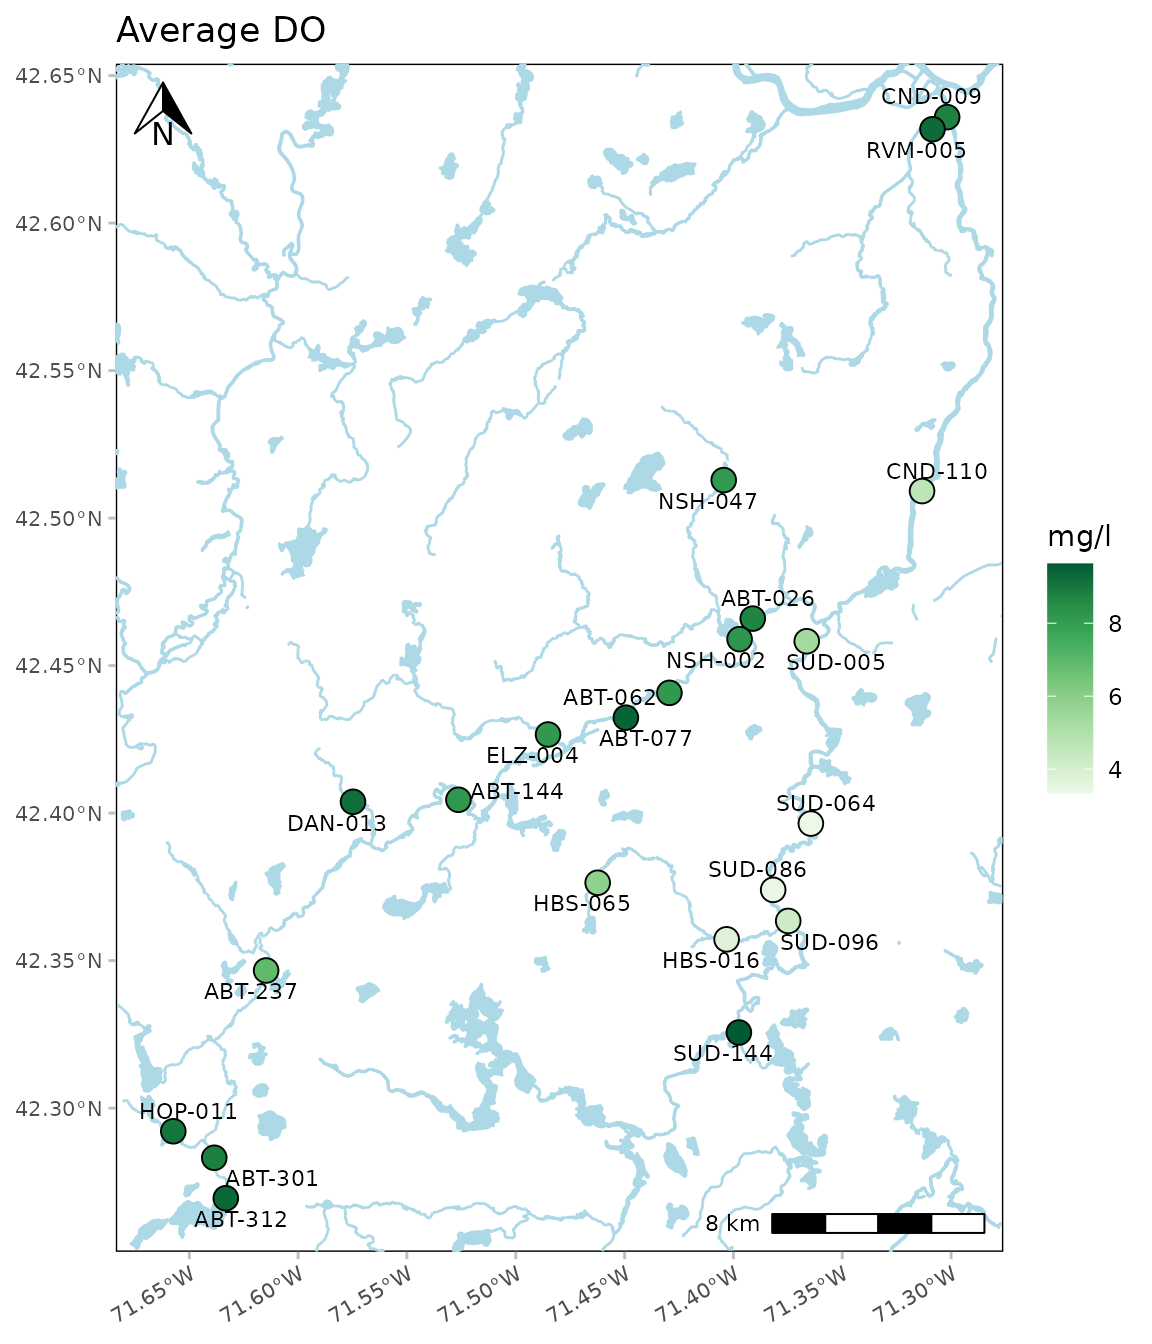 Average DO
42.65°N
N
CND-009
RVM-005
42.60°N
42.55°N
CND-110
NSH-047
42.50°N
mg/l
8
6
4
ABT-026
NSH-002
SUD-005
42.45°N
ABT-062
ABT-077
ELZ-004
ABT-144
DAN-013
42.40°N
SUD-064
SUD-086
HBS-065
SUD-096
HBS-016
42.35°N
ABT-237
SUD-144
42.30°N
HOP-011
ABT-301
ABT-312
8 km
71.65°W
71.60°W
71.55°W
71.50°W
71.45°W
71.40°W
71.35°W
71.30°W